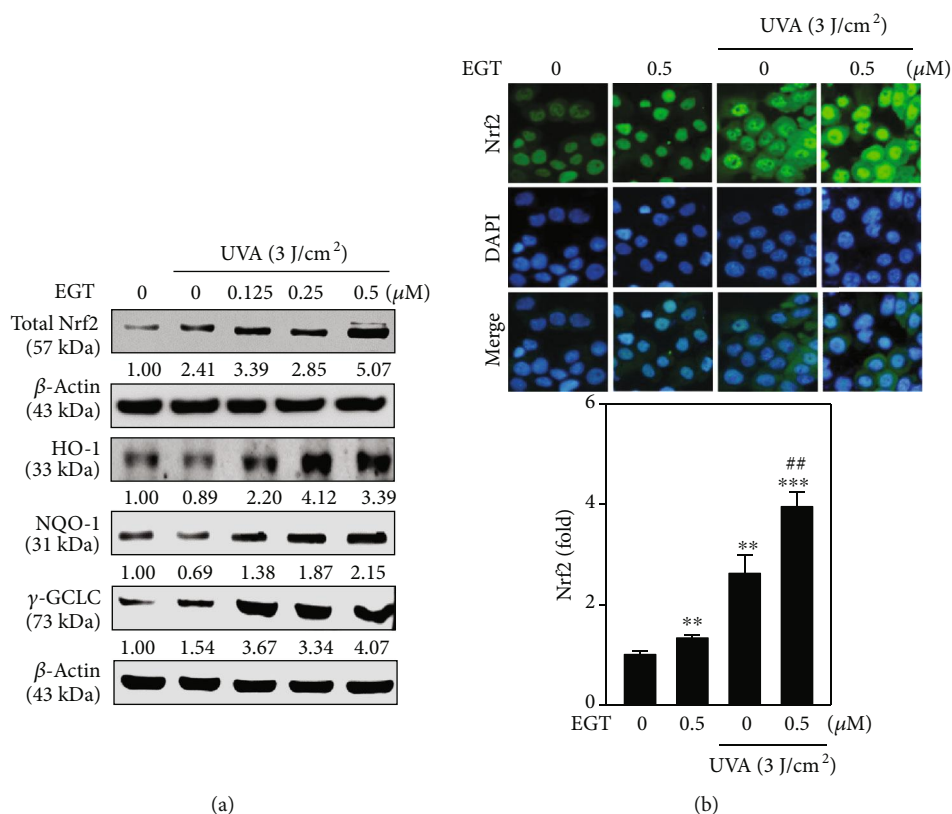 UVA (3 J/cm²)
EGT 0 0 0.125 0.25 0.5 (μM)
Total Nrf2
(57 kDa)
1.00 2.41 3.39 2.85 5.07
β-Actin
(43 kDa)
HO-1
(33 kDa)
1.00 0.89 2.20 4.12 3.39
NQO-1
(31 kDa)
1.00 0.69 1.38 1.87 2.15
γ-GCLC
(73 kDa)
1.00 1.54 3.67 3.34 4.07
β-Actin
(43 kDa)
(a)
UVA (3 J/cm²)
EGT 0 0.5 0 0.5 (μM)
Nrf2
DAPI
Merge
6
4
2
0
Nrf2 (fold)
**
**
##
***
EGT 0 0.5 0 0.5 (μM)
UVA (3 J/cm²)
(b)